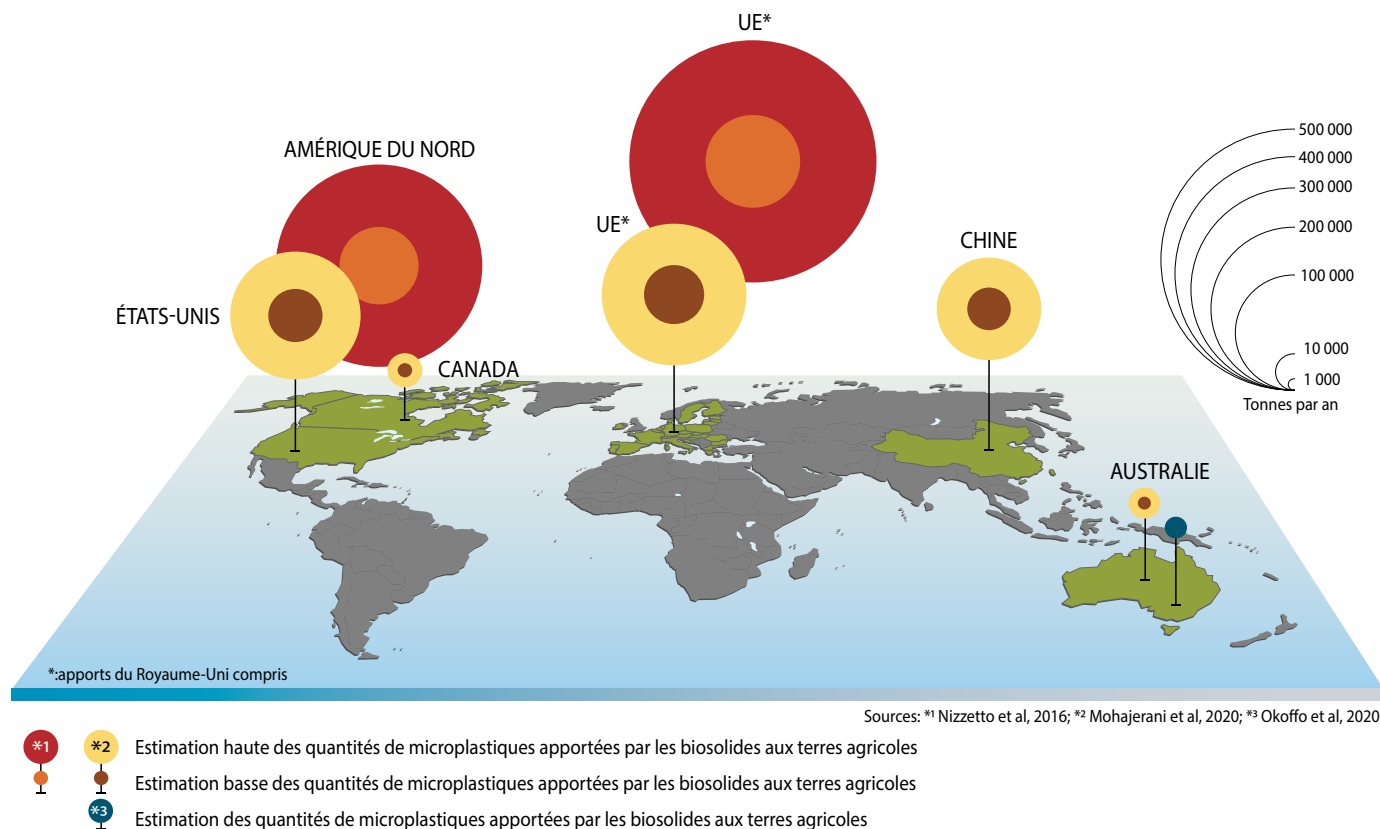 UE*
AMÉRIQUE DU NORD
UE*
CHINE
ÉTATS-UNIS
CANADA
AUSTRALIE
500 000
400 000
300 000
200 000
100 000
10 000
1 000
Tonnes par an
*:apports du Royaume-Uni compris
Sources: *1 Nizzetto et al, 2016; *2 Mohajerani et al, 2020; *3 Okoffo et al, 2020
*1 *2 Estimation haute des quantités de microplastiques apportées par les biosolides aux terres agricoles
Estimation basse des quantités de microplastiques apportées par les biosolides aux terres agricoles
*3 Estimation des quantités de microplastiques apportées par les biosolides aux terres agricoles